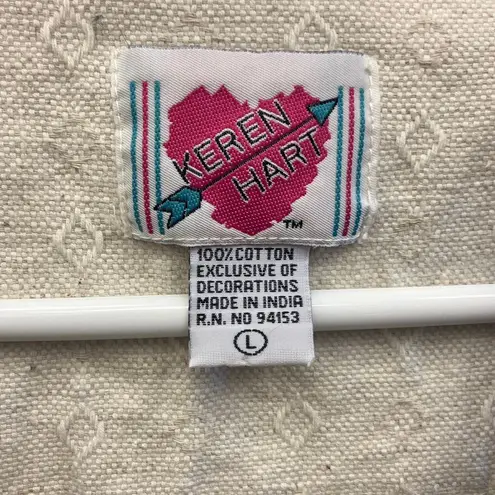 KEREN
HART
™
100% COTTON
EXCLUSIVE OF
DECORATIONS
MADE IN INDIA
R.N. NO 94153
L